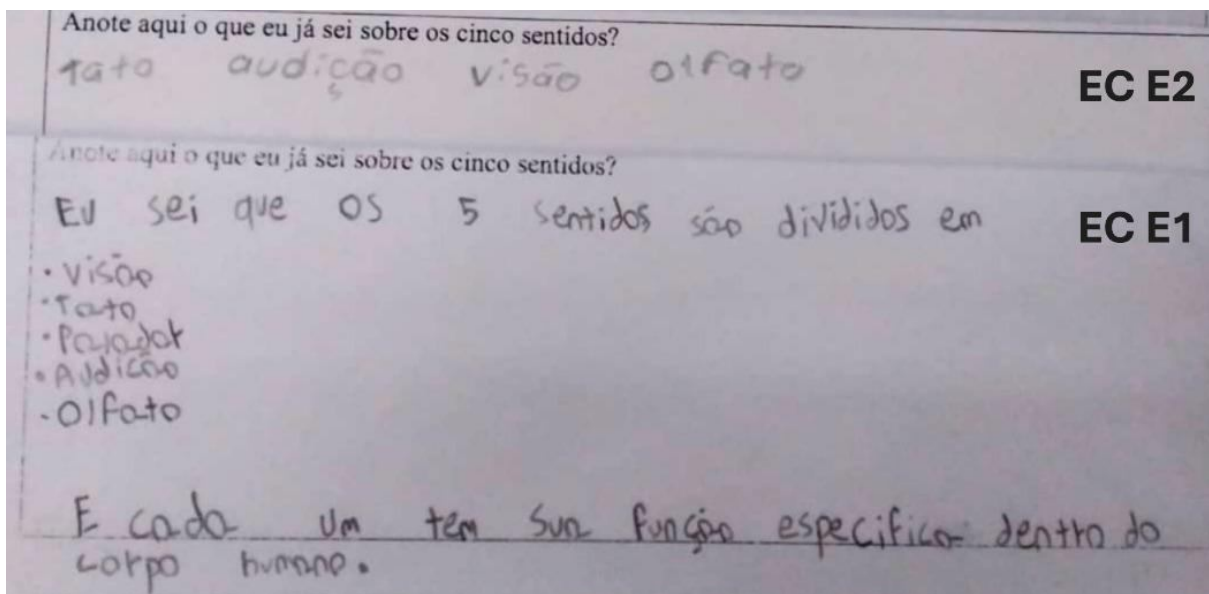 Anote aqui o que eu já sei sobre os cinco sentidos?
Tato audição visão olfato
EC E2
Anote aqui o que eu já sei sobre os cinco sentidos?
Eu sei que os 5 sentidos são divididos em
EC E1
· Visão
· Tato
· Paladar
· Audição
· Olfato
E cada um tem sua função especifica dentro do
corpo humano.